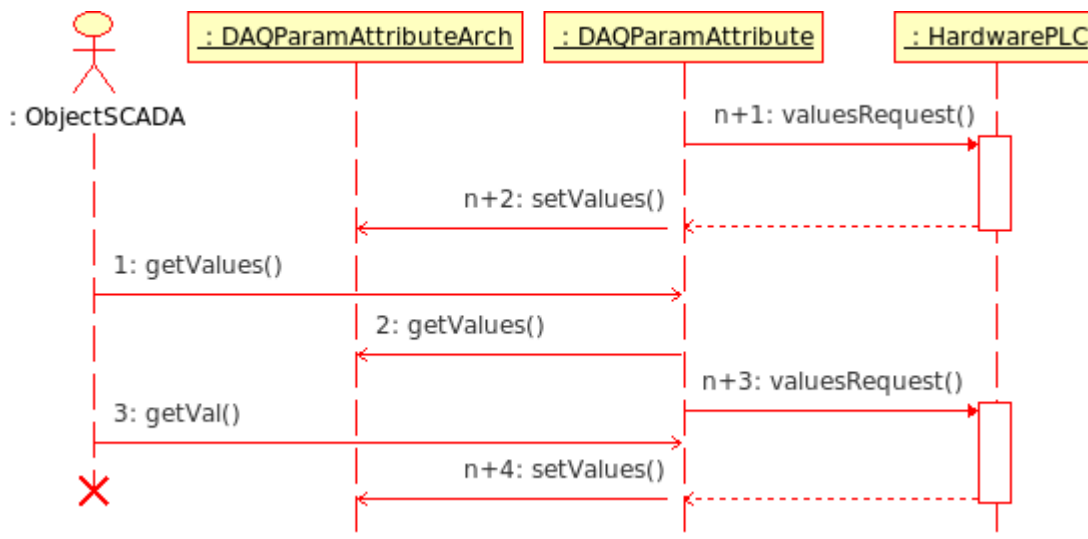 : DAQParamAttributeArch
: DAQParamAttribute
: HardwarePLC
: ObjectSCADA
n+1: valuesRequest()
n+2: setValues()
1: getValues()
2: getValues()
n+3: valuesRequest()
3: getVal()
n+4: setValues()